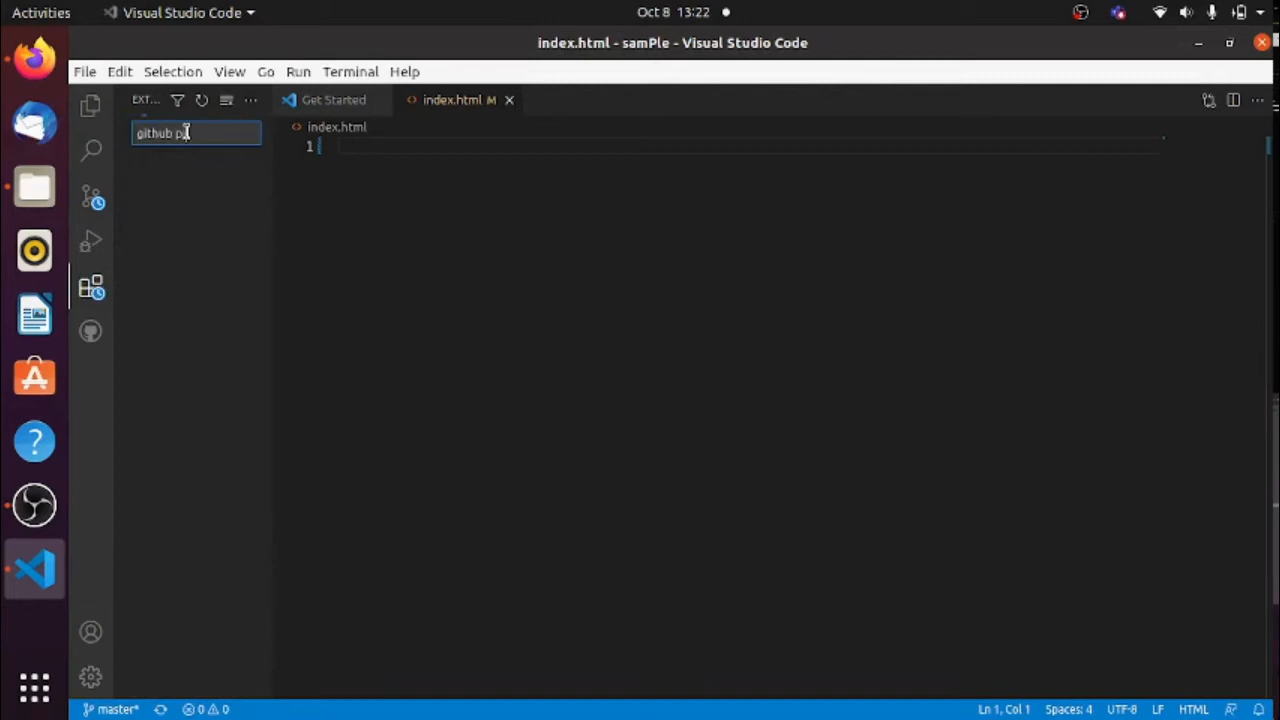 Activities
Visual Studio Code
Oct 8 13:22
index.html - samPle - Visual Studio Code
File Edit Selection View Go Run Terminal Help
EXT...
Get Started
index.html M
github
index.html
1
master*
0 0
Ln 1, Col 1
Spaces: 4
UTF-8
LF
HTML